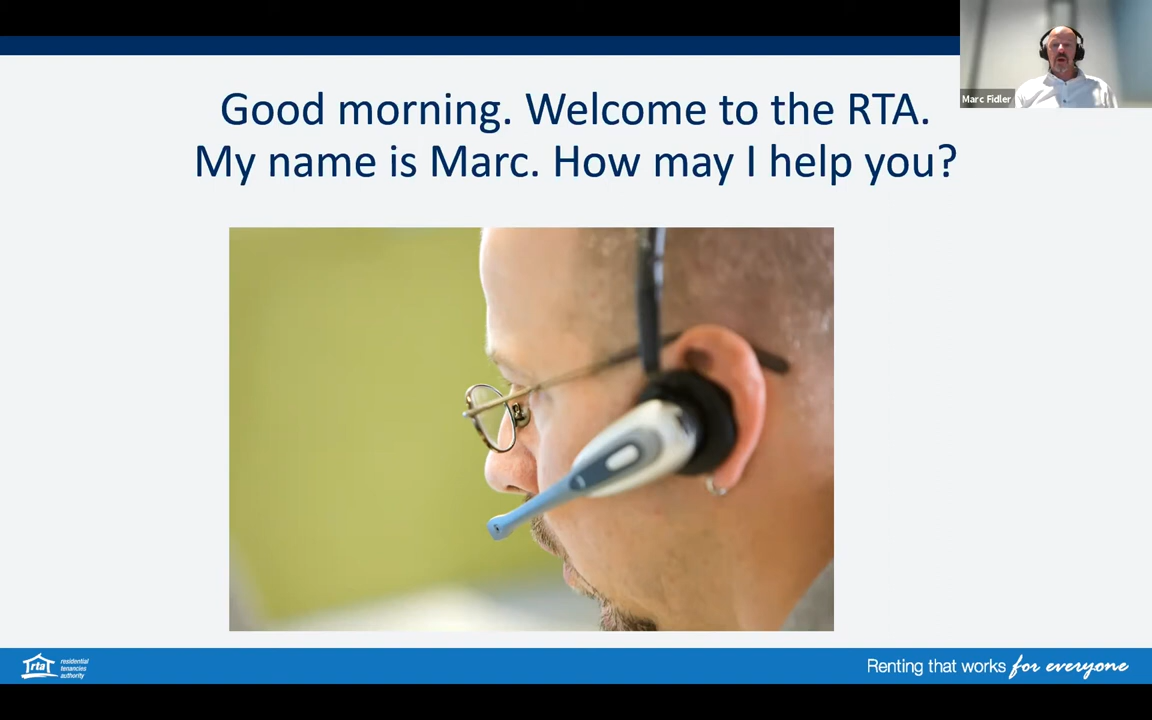 Marc Fidler
Good morning. Welcome to the RTA.
My name is Marc. How may I help you?
rta
residential
tenancies
authority
Renting that works for everyone